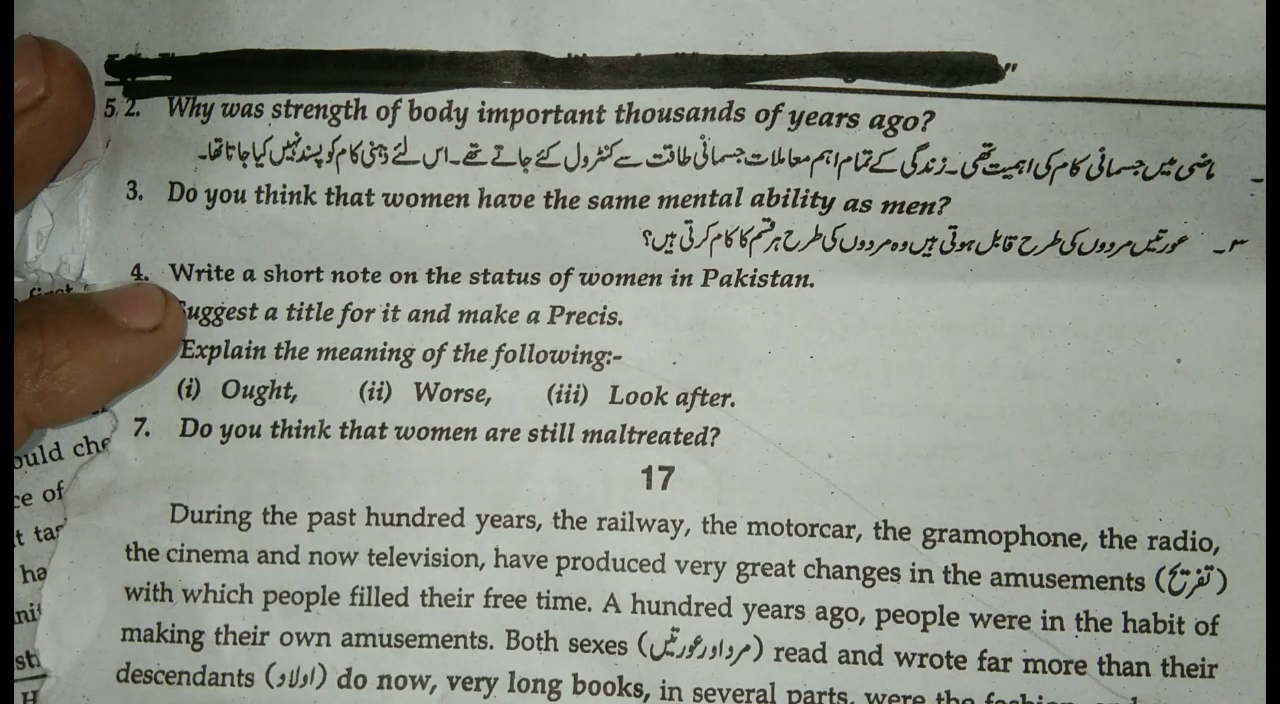 5.2. Why was strength of body important thousands of years ago?
ماضی میں جسمانی کام کی اہمیت تھی۔ زندگی کے تمام اہم معاملات جسمانی طاقت سے کنٹرول کئے جاتے تھے۔ اس لئے ذہنی کام کو پسند نہیں کیا جاتا تھا۔
3. Do you think that women have the same mental ability as men?
۳۔ عورتیں مردوں کی طرح قابل ہوتی ہیں وہ مردوں کی طرح ہر قسم کا کام کرتی ہیں؟
4. Write a short note on the status of women in Pakistan.
uggest a title for it and make a Precis.
Explain the meaning of the following:-
(i) Ought, (ii) Worse, (iii) Look after.
7. Do you think that women are still maltreated?
17
During the past hundred years, the railway, the motorcar, the gramophone, the radio,
the cinema and now television, have produced very great changes in the amusements (تفریح)
with which people filled their free time. A hundred years ago, people were in the habit of
making their own amusements. Both sexes (مرد اور عورتیں) read and wrote far more than their
descendants (اولاد) do now, very long books, in several parts, were the fashion, and
ould che
ce of
t tas
ha